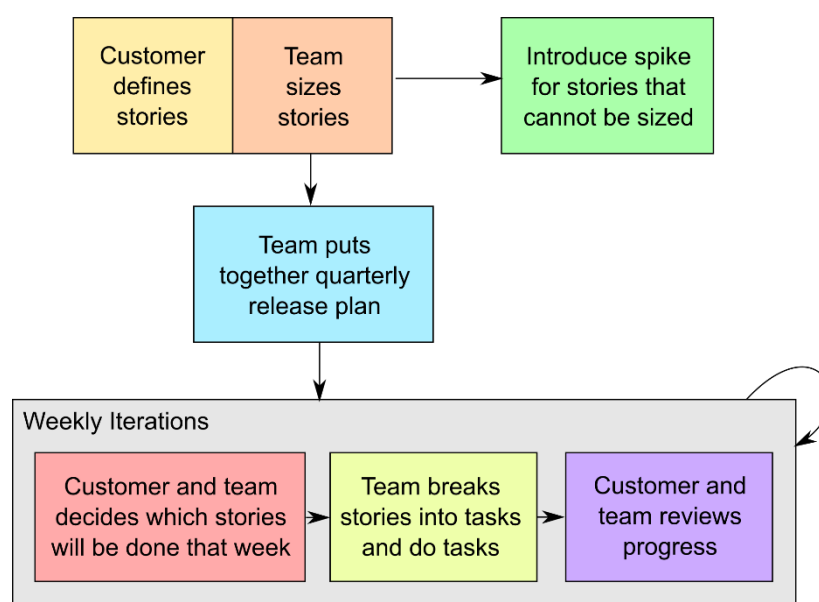 Customer
defines
stories
Team
sizes
stories
Introduce spike
for stories that
cannot be sized
Team puts
together quarterly
release plan
Weekly Iterations
Customer and team
decides which stories
will be done that week
Team breaks
stories into tasks
and do tasks
Customer and
team reviews
progress